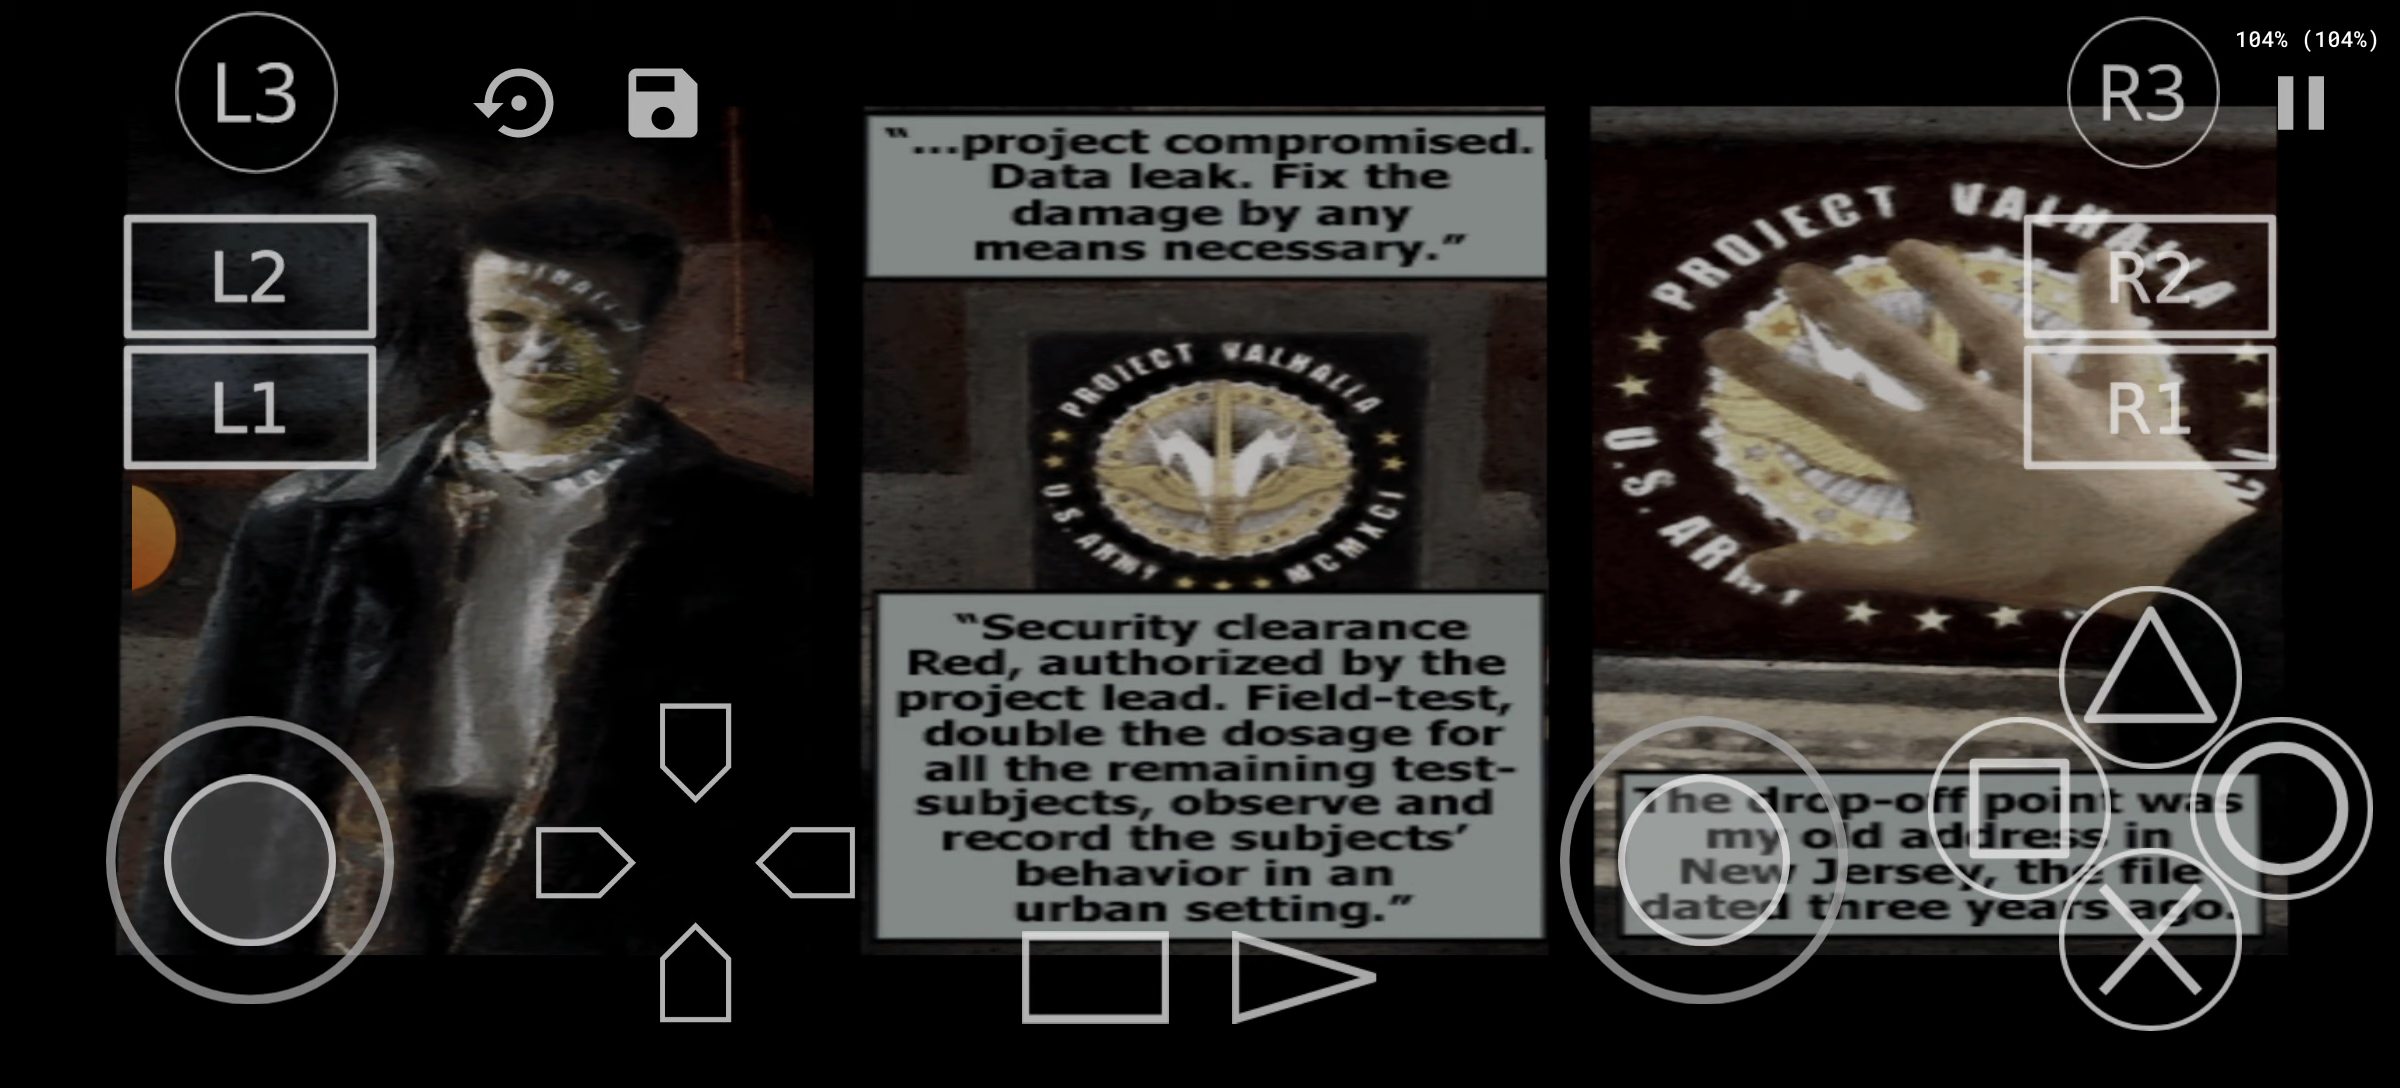 104% (104%)
L3
R3
L2
L1
R2
R1
VALHALLA
"...project compromised.
Data leak. Fix the
damage by any
means necessary."
PROJECT VALHALLA
U.S. ARMY
MCMXCI
"Security clearance
Red, authorized by the
project lead. Field-test,
double the dosage for
all the remaining test-
subjects, observe and
record the subjects'
behavior in an
urban setting."
PROJECT VALHALLA
U.S. ARMY
CI
The drop-off point was
my old address in
New Jersey, the file
dated three years ago.